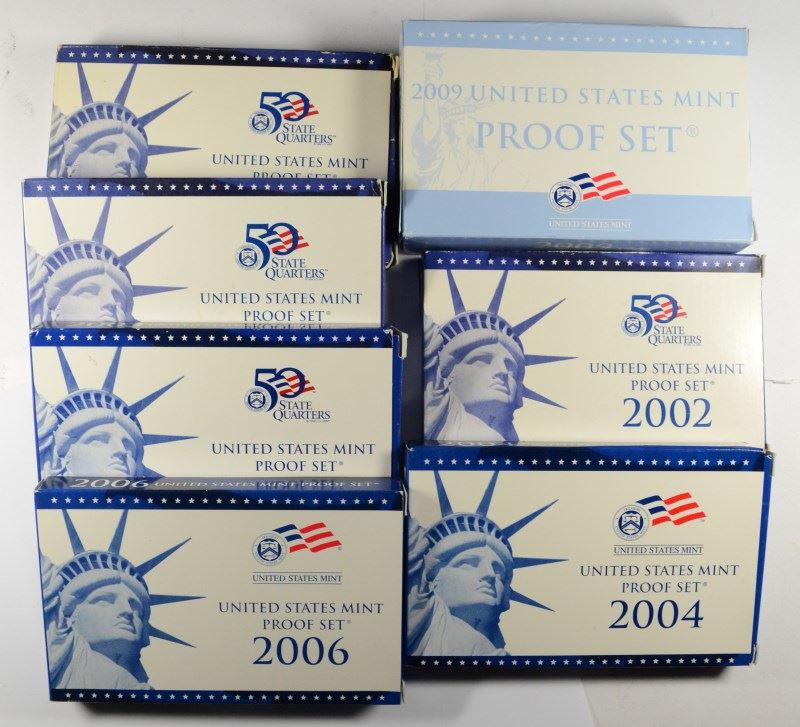 50
STATE
QUARTERS™
UNITED STATES MINT
PROOF SET
50
STATE
QUARTERS
UNITED STATES MINT
PROOF SET
50
STATE
QUARTERS
UNITED STATES MINT
PROOF SET®
2006 UNITED STATES MINT PROOF SET
UNITED STATES MINT
UNITED STATES MINT
PROOF SET®
2006
2009 UNITED STATES MINT
PROOF SET®
UNITED STATES MINT
50
STATE
QUARTERS
UNITED STATES MINT
PROOF SET®
2002
UNITED STATES MINT
UNITED STATES MINT
PROOF SET®
2004